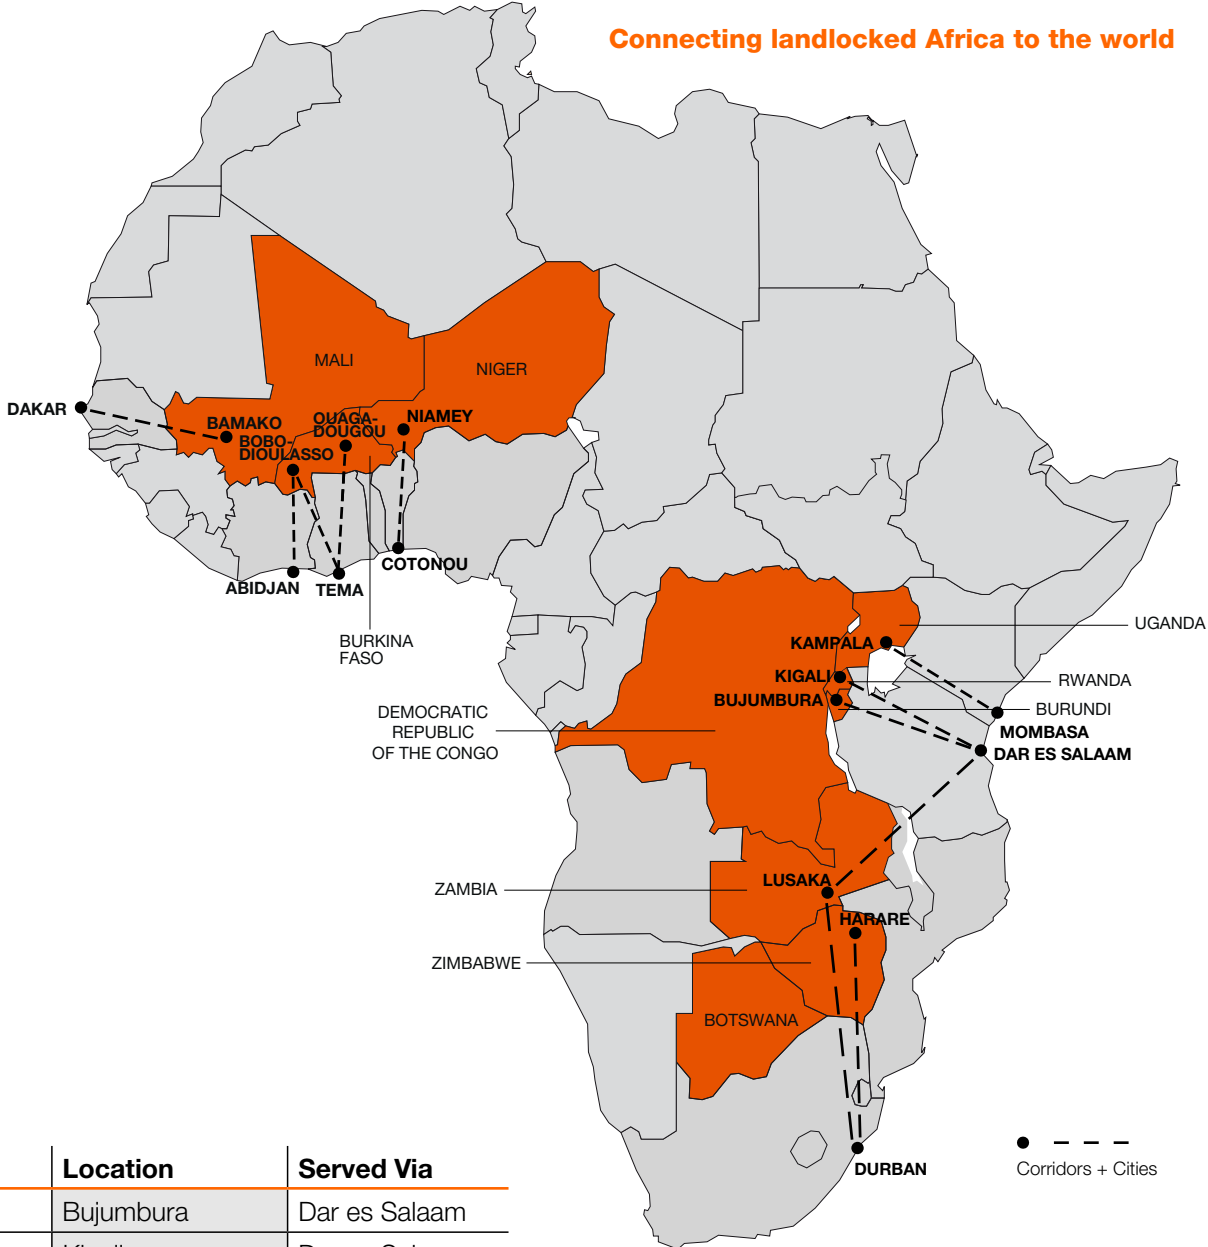 Connecting landlocked Africa to the world
MALI
NIGER
DAKAR
BAMAKO
OUAGA-
DOUGOU
NIAMEY
BOBO-
DIOULASSO
ABIDJAN
TEMA
COTONOU
BURKINA
FASO
UGANDA
KAMPALA
KIGALI
RWANDA
BUJUMBURA
BURUNDI
DEMOCRATIC
REPUBLIC
OF THE CONGO
MOMBASA
DAR ES SALAAM
ZAMBIA
LUSAKA
HARARE
ZIMBABWE
BOTSWANA
DURBAN
Corridors + Cities
Location Served Via
Bujumbura Dar es Salaam